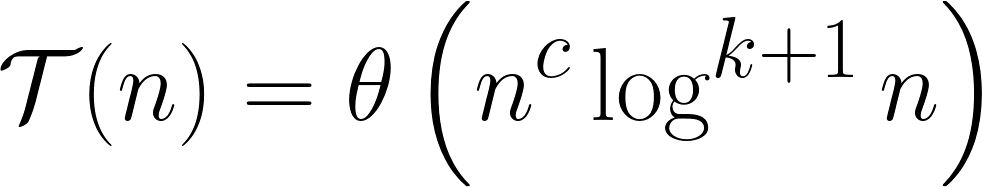 𝒯(n) = θ(n^c log^{k+1} n)